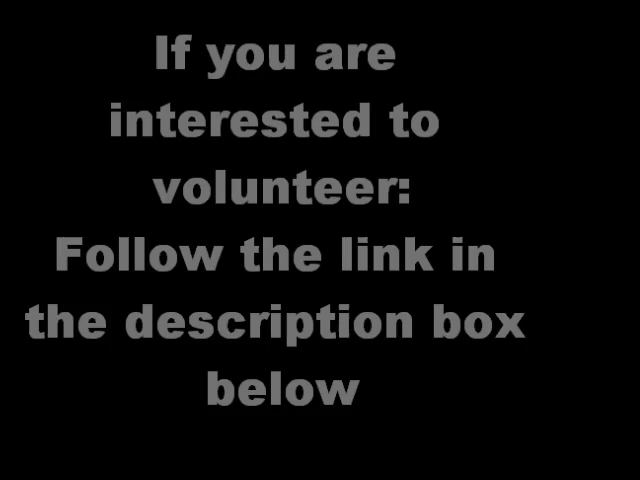 If you are
interested to
volunteer:
Follow the link in
the description box
below